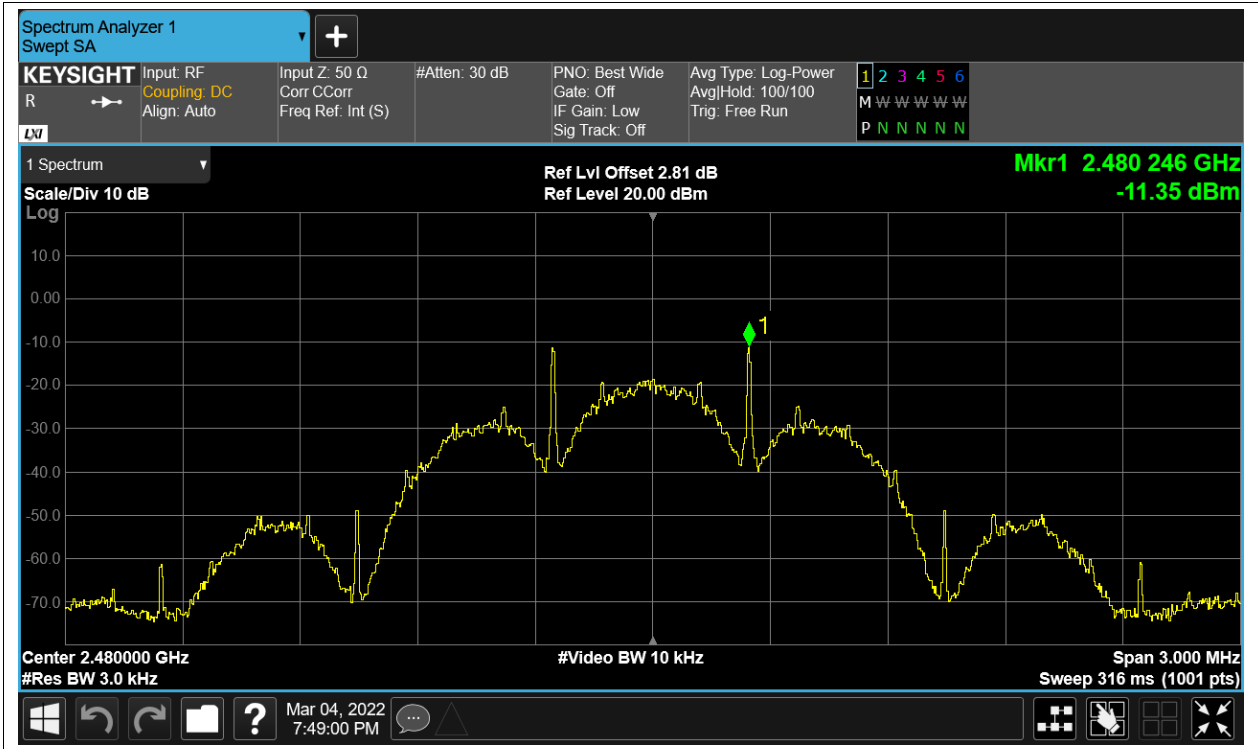 Spectrum Analyzer 1
Swept SA
+
KEYSIGHT
R
LXI
Input: RF
Coupling: DC
Align: Auto
Input Z: 50 Ω
Corr CCorr
Freq Ref: Int (S)
#Atten: 30 dB
PNO: Best Wide
Gate: Off
IF Gain: Low
Sig Track: Off
Avg Type: Log-Power
Avg|Hold: 100/100
Trig: Free Run
1 2 3 4 5 6
M W W W W W W
P N N N N N N
1 Spectrum
Scale/Div 10 dB
Ref Lvl Offset 2.81 dB
Ref Level 20.00 dBm
Mkr1 2.480 246 GHz
-11.35 dBm
Log
10.0
0.00
-10.0
-20.0
-30.0
-40.0
-50.0
-60.0
-70.0
1
Center 2.480000 GHz
#Res BW 3.0 kHz
#Video BW 10 kHz
Span 3.000 MHz
Sweep 316 ms (1001 pts)
?
Mar 04, 2022
7:49:00 PM